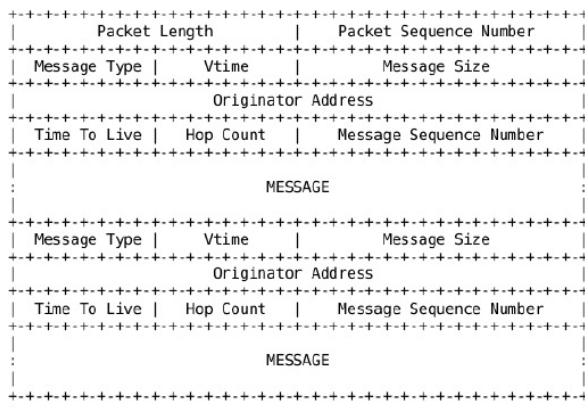 Packet Length | Packet Sequence Number
Message Type | Vtime | Message Size
Originator Address
Time To Live | Hop Count | Message Sequence Number
MESSAGE
Message Type | Vtime | Message Size
Originator Address
Time To Live | Hop Count | Message Sequence Number
MESSAGE